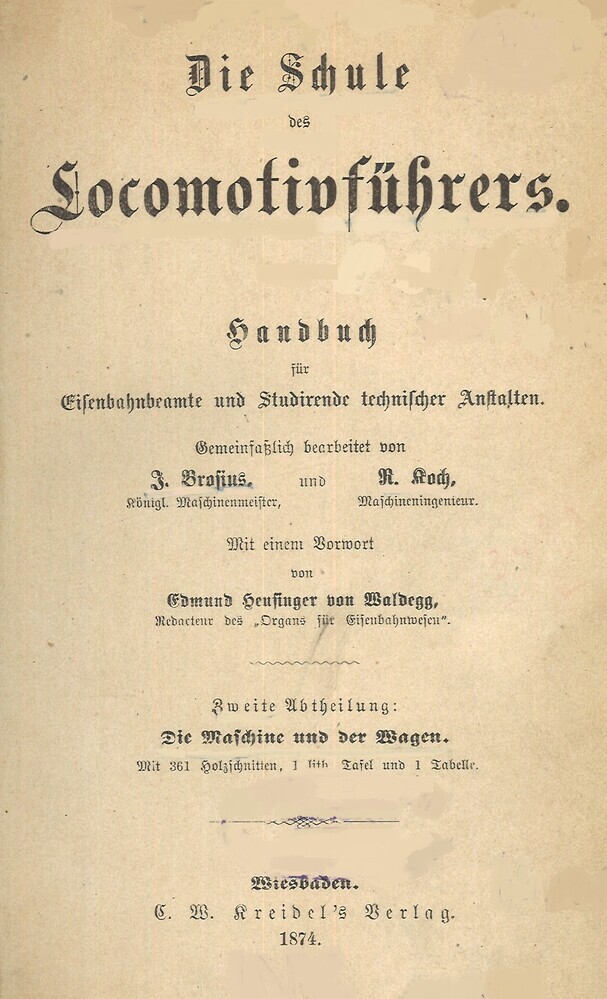 Die Schule
des
Locomotivführers.
Handbuch
für
Eisenbahnbeamte und Studirende technischer Anstalten.
Gemeinfaßlich bearbeitet von
J. Brosius, und R. Koch,
Königl. Maschinenmeister, Maschineningenieur.
Mit einem Vorwort
von
Edmund Heusinger von Waldegg,
Redacteur des „Organs für Eisenbahnwesen“.
Zweite Abtheilung:
Die Maschine und der Wagen.
Mit 361 Holzschnitten, 1 lith Tafel und 1 Tabelle.
Wiesbaden.
C. W. Kreidel's Verlag.
1874.